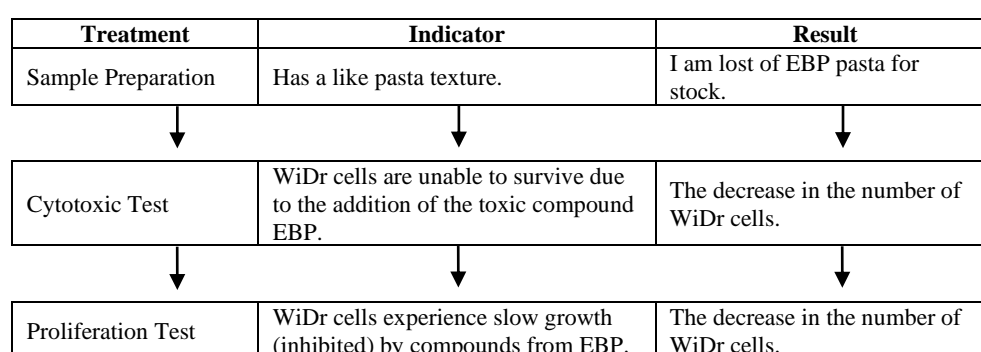 Treatment Indicator Result
Sample Preparation
Has a like pasta texture.
I am lost of EBP pasta for
stock.
Cytotoxic Test
WiDr cells are unable to survive due
to the addition of the toxic compound
EBP.
The decrease in the number of
WiDr cells.
Proliferation Test
WiDr cells experience slow growth
(inhibited) by compounds from EBP.
The decrease in the number of
WiDr cells.